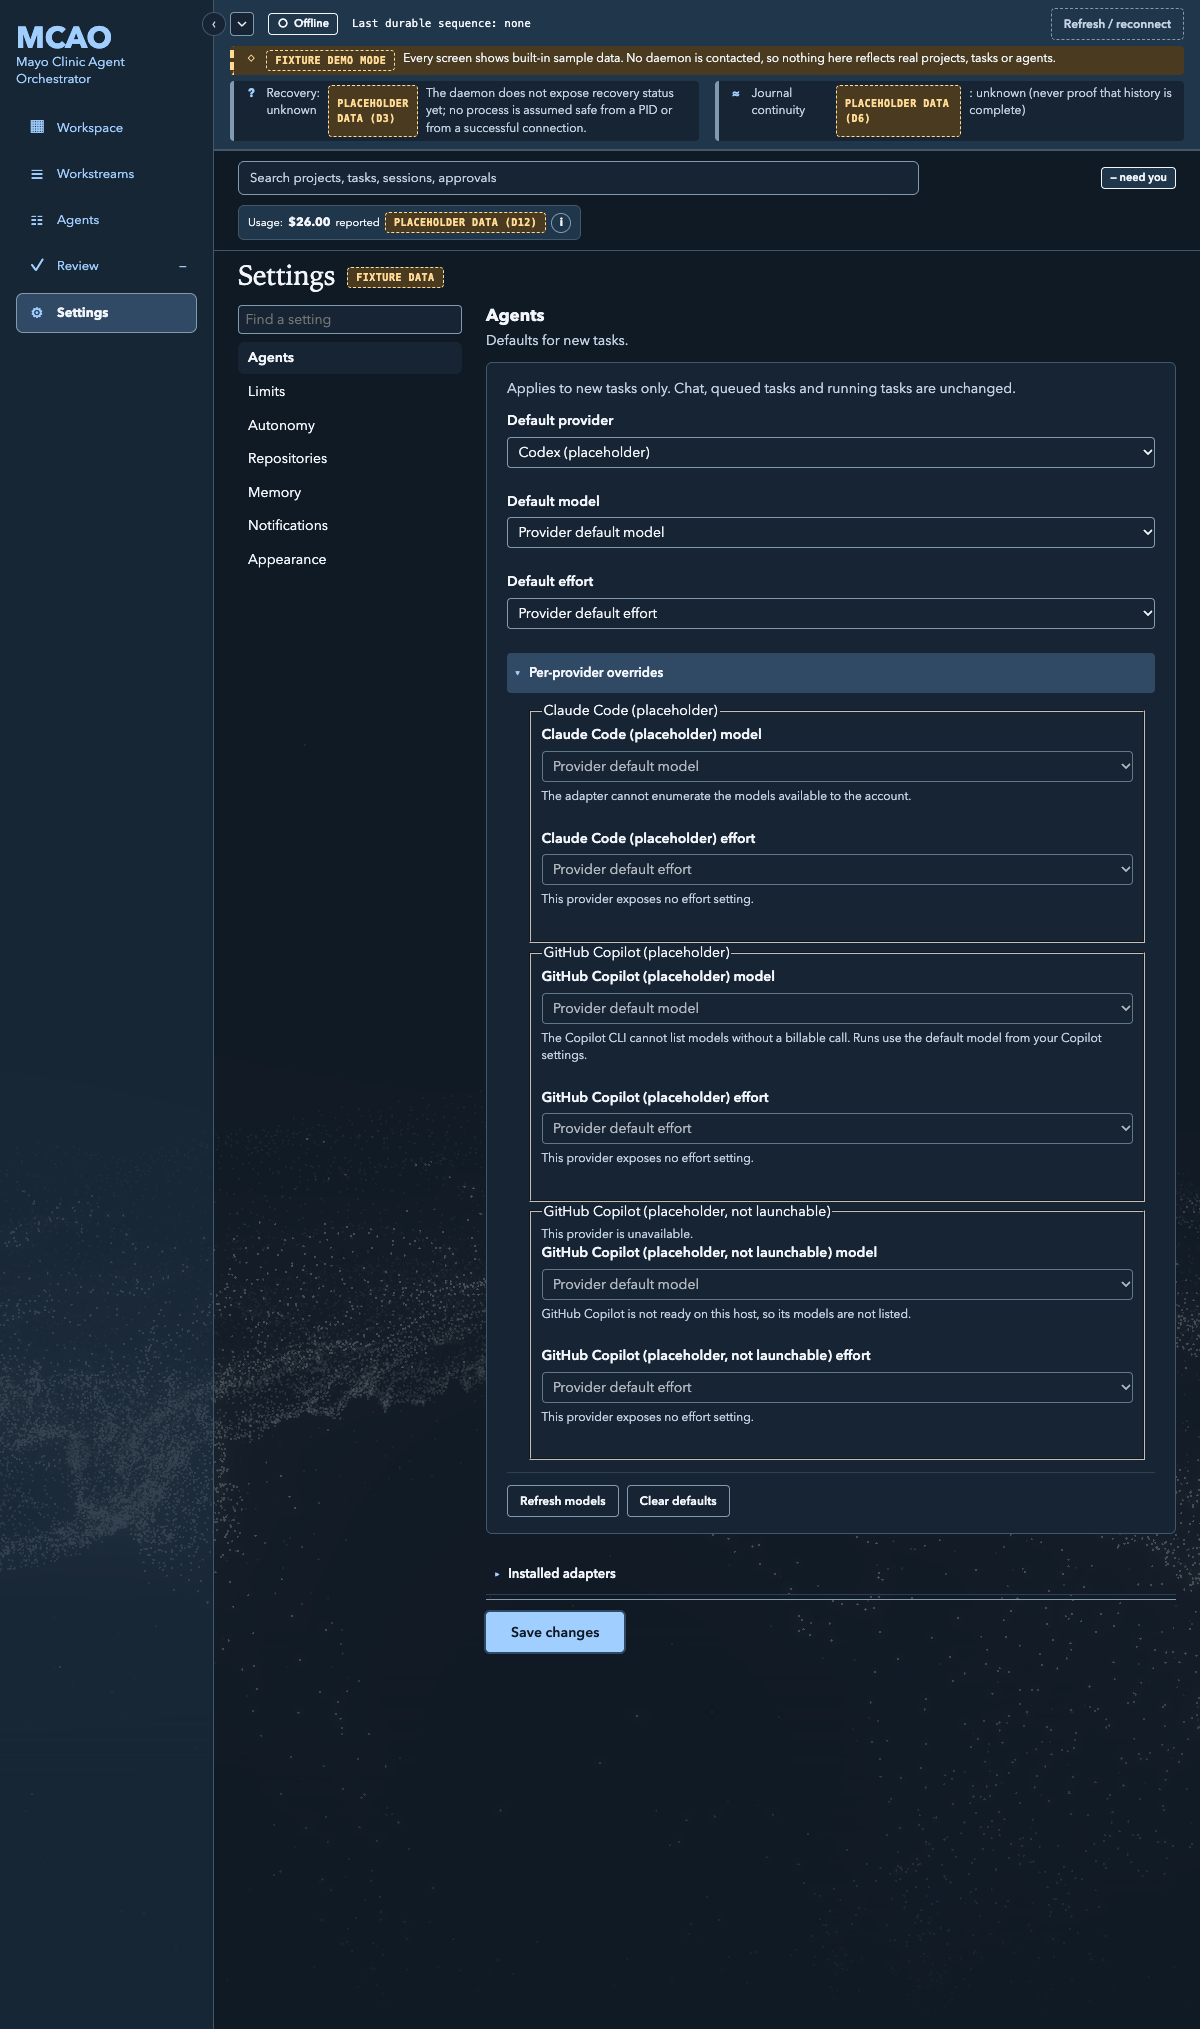 MCAO
Mayo Clinic Agent
Orchestrator
Workspace
Workstreams
Agents
Review –
Settings
Offline
Last durable sequence: none
Refresh / reconnect
FIXTURE DEMO MODE Every screen shows built-in sample data. No daemon is contacted, so nothing here reflects real projects, tasks or agents.
? Recovery:
unknown
PLACEHOLDER
DATA (D3)
The daemon does not expose recovery status
yet; no process is assumed safe from a PID or
from a successful connection.
≈ Journal
continuity
PLACEHOLDER DATA
(D6)
: unknown (never proof that history is
complete)
Search projects, tasks, sessions, approvals
– need you
Usage: $26.00 reported PLACEHOLDER DATA (D12) i
Settings FIXTURE DATA
Find a setting
Agents
Limits
Autonomy
Repositories
Memory
Notifications
Appearance
Agents
Defaults for new tasks.
Applies to new tasks only. Chat, queued tasks and running tasks are unchanged.
Default provider
Codex (placeholder)
Default model
Provider default model
Default effort
Provider default effort
Per-provider overrides
Claude Code (placeholder)
Claude Code (placeholder) model
Provider default model
The adapter cannot enumerate the models available to the account.
Claude Code (placeholder) effort
Provider default effort
This provider exposes no effort setting.
GitHub Copilot (placeholder)
GitHub Copilot (placeholder) model
Provider default model
The Copilot CLI cannot list models without a billable call. Runs use the default model from your Copilot
settings.
GitHub Copilot (placeholder) effort
Provider default effort
This provider exposes no effort setting.
GitHub Copilot (placeholder, not launchable)
This provider is unavailable.
GitHub Copilot (placeholder, not launchable) model
Provider default model
GitHub Copilot is not ready on this host, so its models are not listed.
GitHub Copilot (placeholder, not launchable) effort
Provider default effort
This provider exposes no effort setting.
Refresh models
Clear defaults
Installed adapters
Save changes